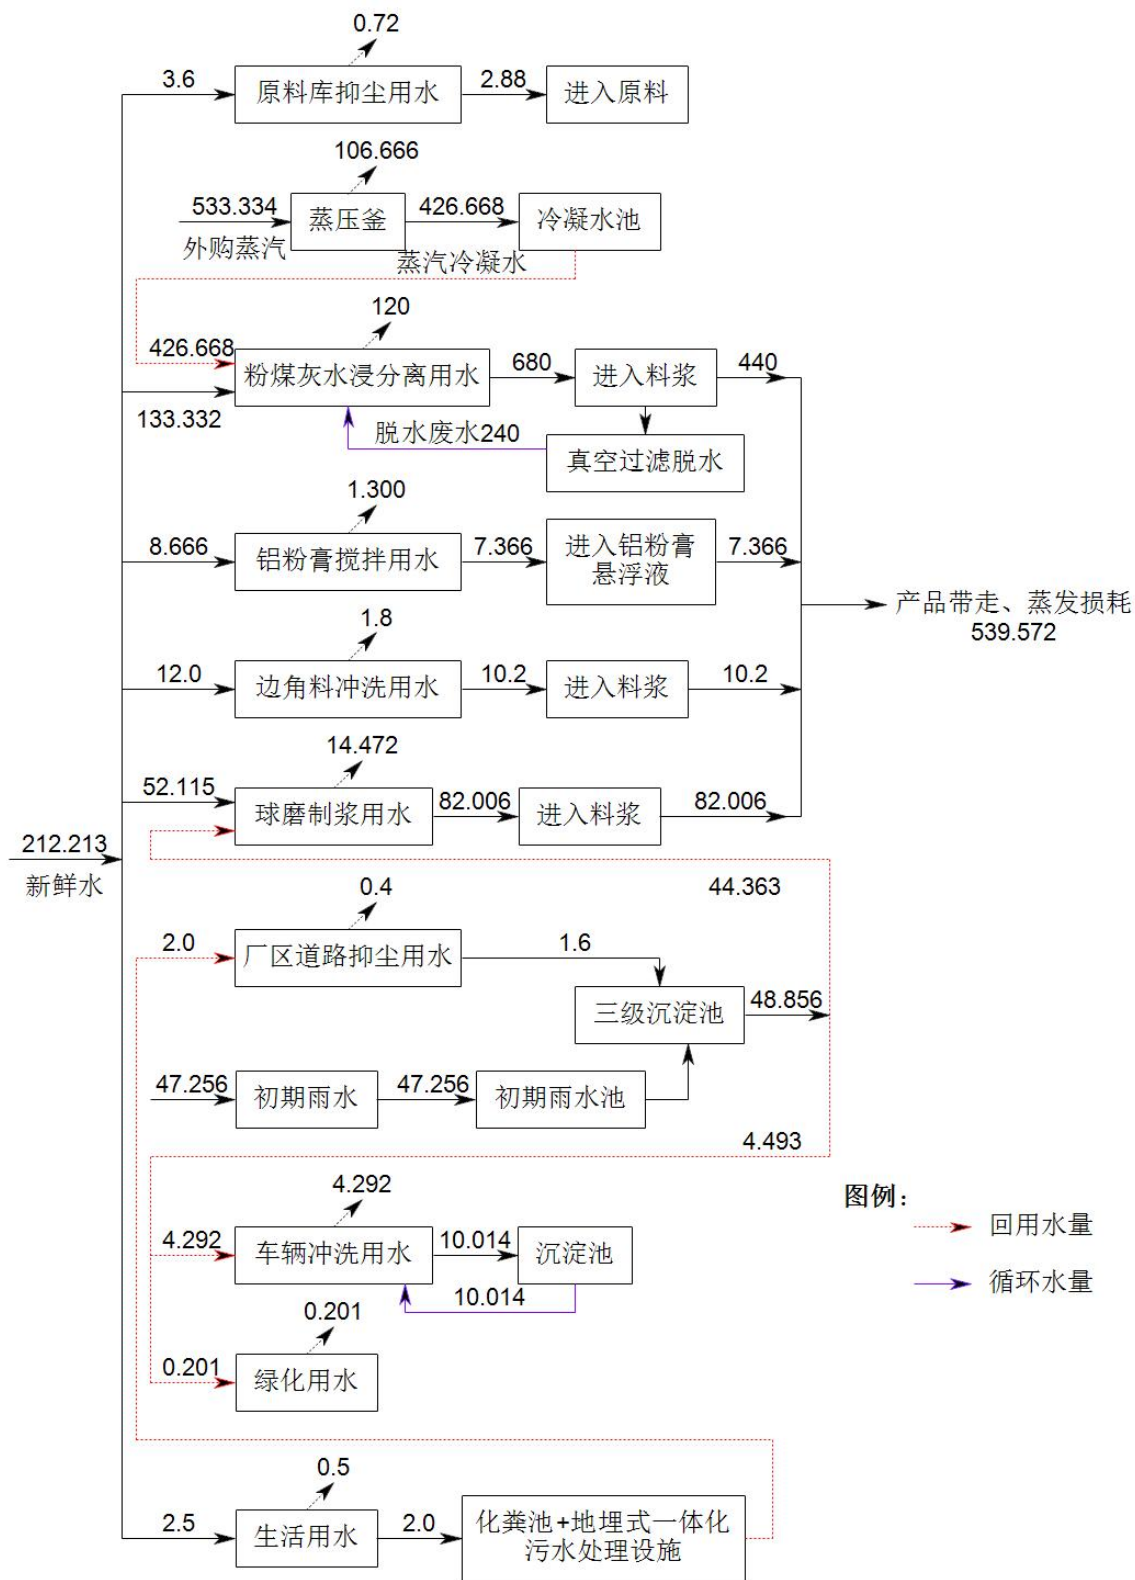 0.72
3.6
原料库抑尘用水
2.88
进入原料
106.666
533.334
外购蒸汽
蒸压釜
426.668
蒸汽冷凝水
冷凝水池
120
426.668
133.332
粉煤灰水浸分离用水
680
进入料浆
440
脱水废水240
真空过滤脱水
1.300
8.666
铝粉膏搅拌用水
7.366
进入铝粉膏
悬浮液
7.366
产品带走、蒸发损耗
539.572
1.8
12.0
边角料冲洗用水
10.2
进入料浆
10.2
14.472
52.115
球磨制浆用水
82.006
进入料浆
82.006
212.213
新鲜水
44.363
0.4
2.0
厂区道路抑尘用水
1.6
三级沉淀池
48.856
47.256
初期雨水
47.256
初期雨水池
4.493
4.292
4.292
车辆冲洗用水
10.014
沉淀池
10.014
图例：
回用水量
循环水量
0.201
0.201
绿化用水
0.5
2.5
生活用水
2.0
化粪池+地埋式一体化
污水处理设施